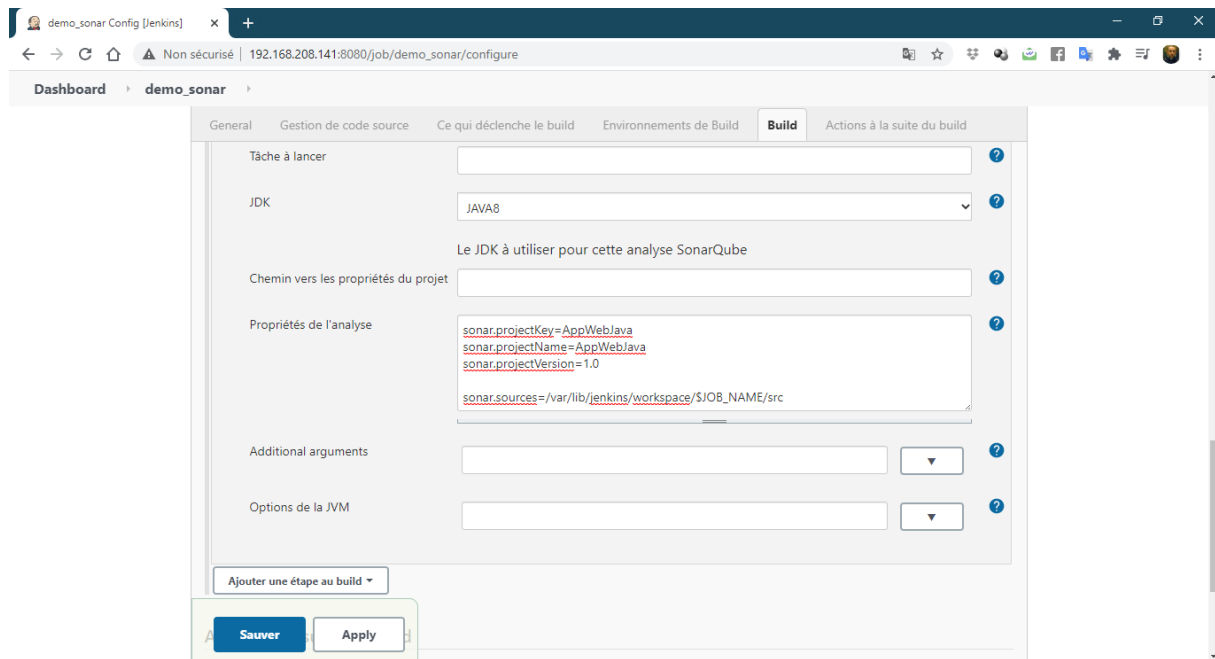 demo_sonar Config [Jenkins]
Non sécurisé | 192.168.208.141:8080/job/demo_sonar/configure
Dashboard demo_sonar
General Gestion de code source Ce qui déclenche le build Environnements de Build Build Actions à la suite du build
Tâche à lancer
JDK JAVA8
Le JDK à utiliser pour cette analyse SonarQube
Chemin vers les propriétés du projet
Propriétés de l'analyse
sonar.projectKey=AppWebJava
sonar.projectName=AppWebJava
sonar.projectVersion=1.0
sonar.sources=/var/lib/jenkins/workspace/$JOB_NAME/src
Additional arguments
Options de la JVM
Ajouter une étape au build
Sauver Apply